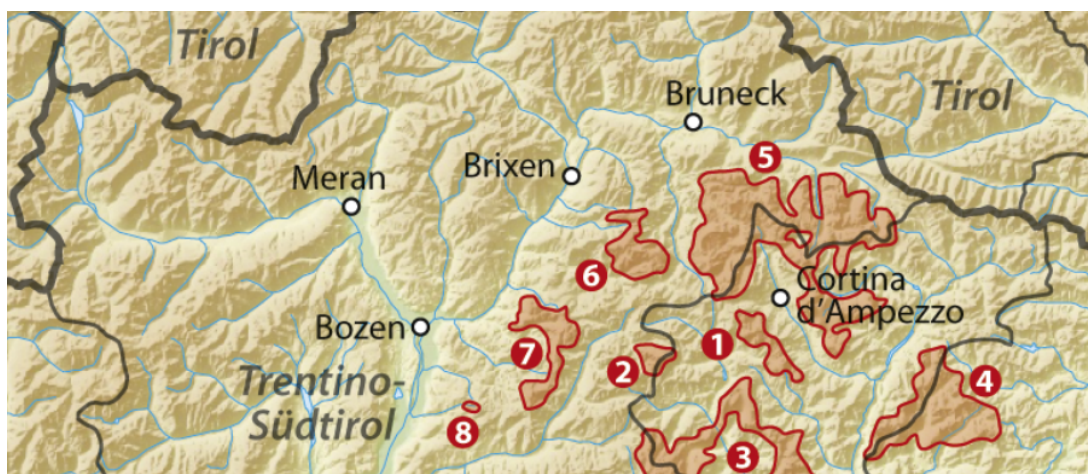 Tirol
Bruneck
Tirol
5
Brixen
Meran
6
Cortina
d'Ampezzo
Bozen
7
1
2
4
Trentino-
Südtirol
8
3